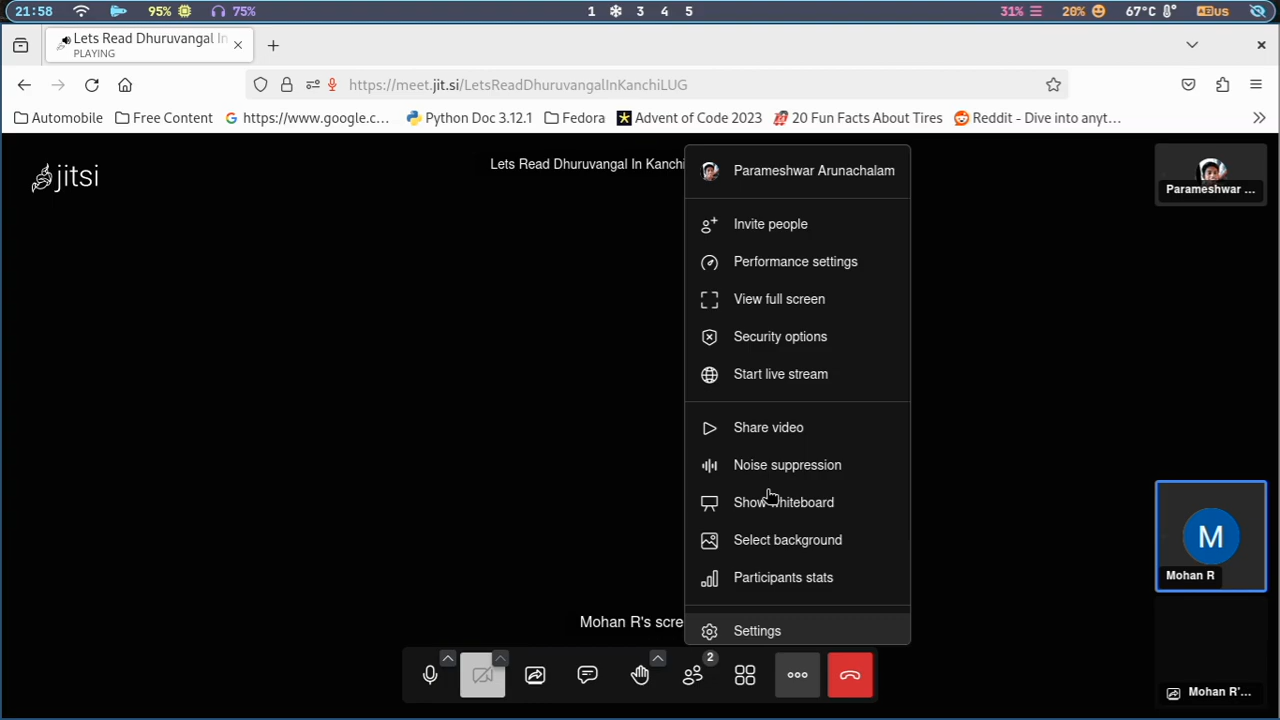 21:58 95% 75% 1 3 4 5 31% 20% 67°C US
Lets Read Dhuruvangal In
PLAYING
https://meet.jit.si/LetsReadDhuruvangalInKanchiLUG
Automobile Free Content https://www.google.c... Python Doc 3.12.1 Fedora Advent of Code 2023 20 Fun Facts About Tires Reddit - Dive into anyt...
jitsi
Lets Read Dhuruvangal In Kanchi
Parameshwar Arunachalam
Parameshwar ...
Invite people
Performance settings
View full screen
Security options
Start live stream
Share video
Noise suppression
Show whiteboard
Select background
Participants stats
Settings
M
Mohan R
Mohan R's scre
2
Mohan R'...